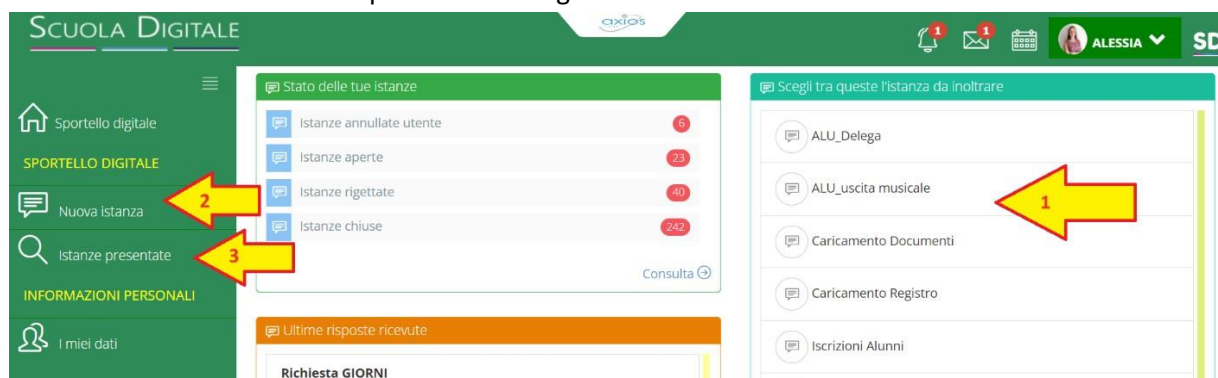 SCUOLA DIGITALE
axios
1
1
ALESSIA
SD
Sportello digitale
SPORTELLO DIGITALE
Nuova istanza
2
Istanze presentate
3
INFORMAZIONI PERSONALI
I miei dati
Stato delle tue istanze
Istanze annullate utente 6
Istanze aperte 23
Istanze rigettate 40
Istanze chiuse 242
Consulta
Ultime risposte ricevute
Richiesta GIORNI
Scegli tra queste l'istanza da inoltrare
ALU_Delega
ALU_uscita musicale
1
Caricamento Documenti
Caricamento Registro
Iscrizioni Alunni